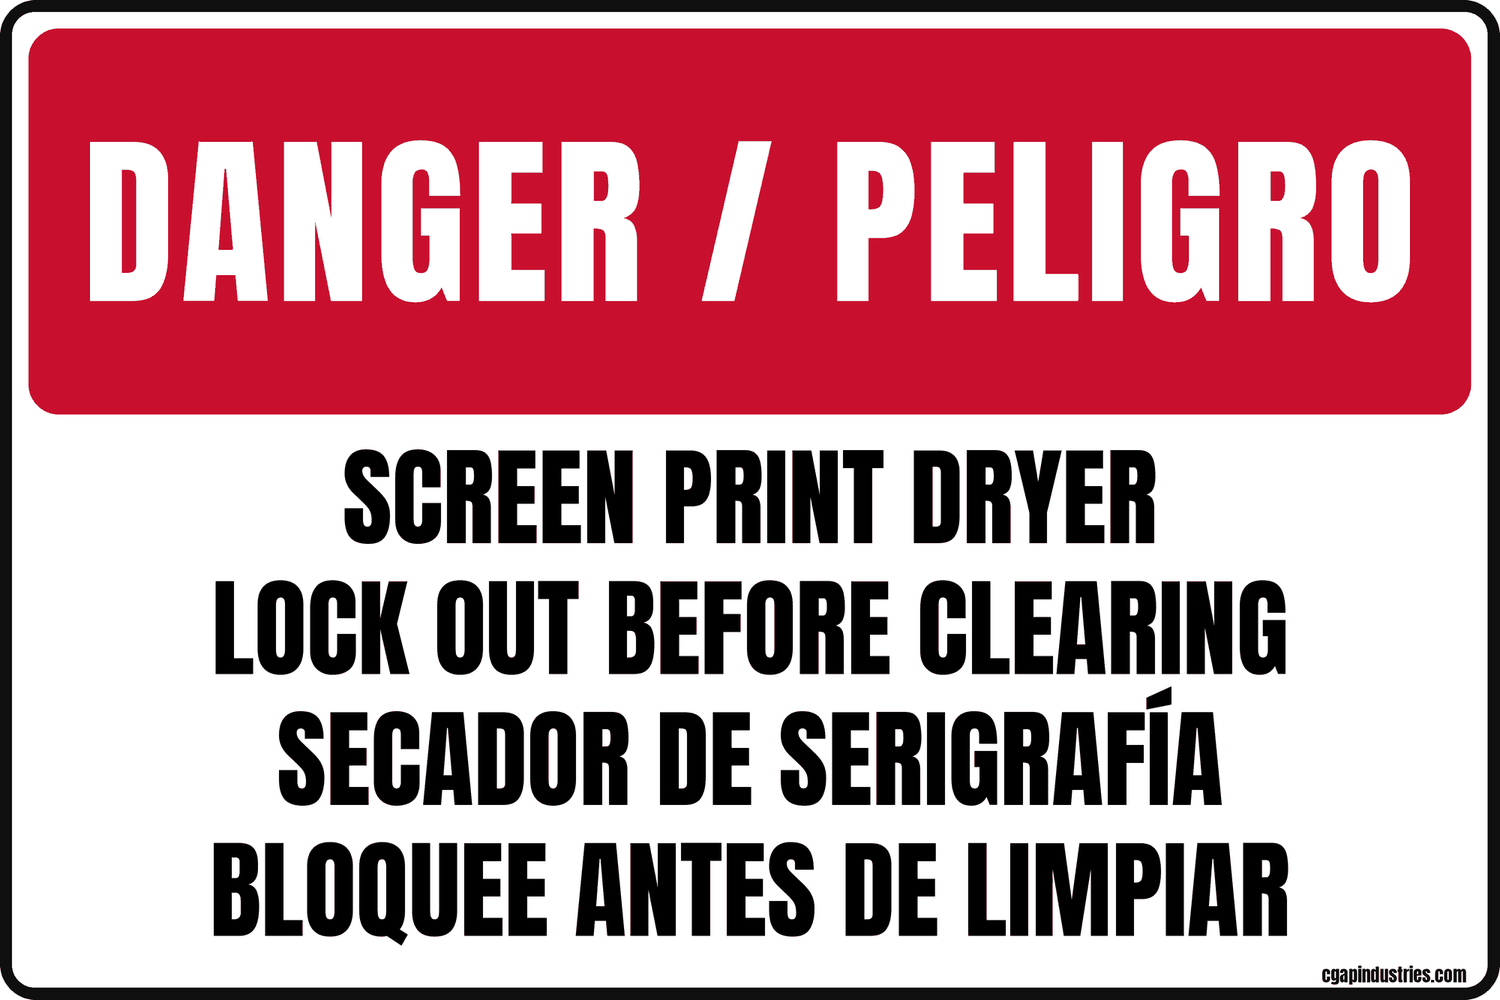 DANGER / PELIGRO
SCREEN PRINT DRYER
LOCK OUT BEFORE CLEARING
SECADOR DE SERIGRAFÍA
BLOQUEE ANTES DE LIMPIAR
cgapindustries.com